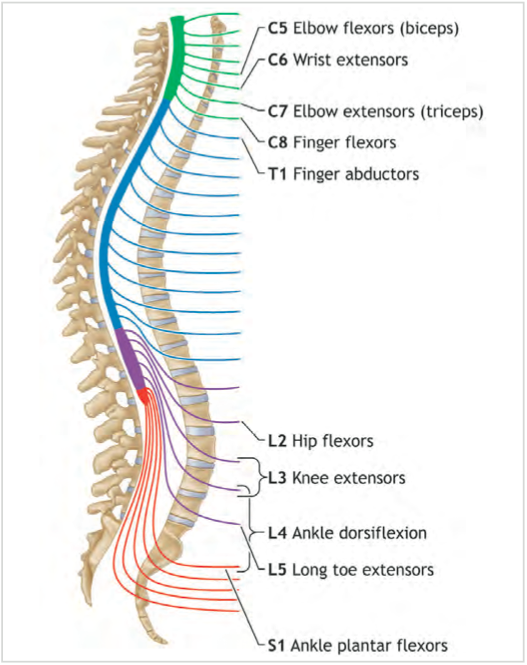 C5 Elbow flexors (biceps)
C6 Wrist extensors
C7 Elbow extensors (triceps)
C8 Finger flexors
T1 Finger abductors
L2 Hip flexors
L3 Knee extensors
L4 Ankle dorsiflexion
L5 Long toe extensors
S1 Ankle plantar flexors